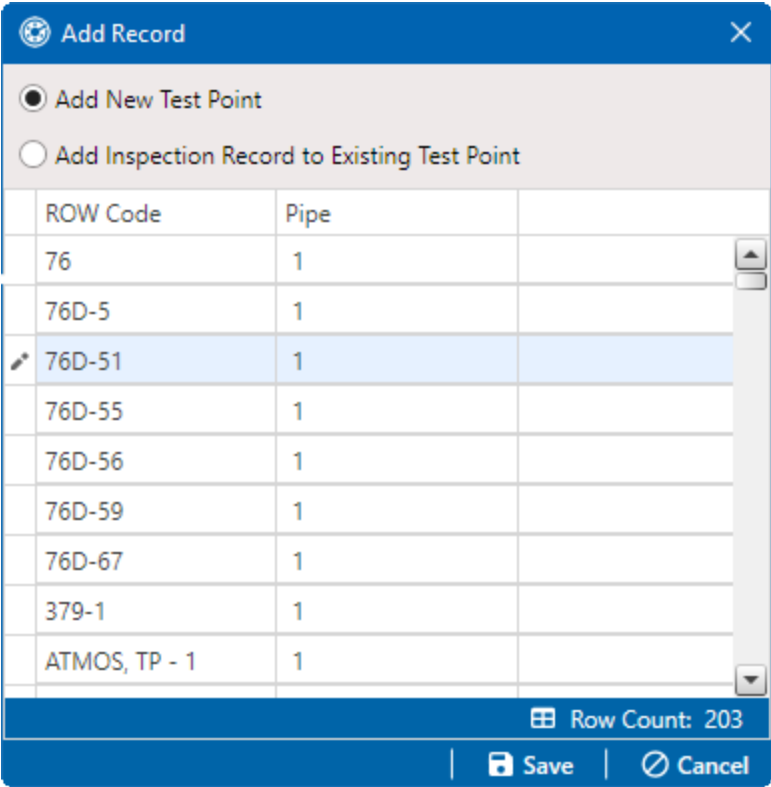 Add Record
Add New Test Point
Add Inspection Record to Existing Test Point
ROW Code Pipe
76 1
76D-5 1
76D-51 1
76D-55 1
76D-56 1
76D-59 1
76D-67 1
379-1 1
ATMOS, TP - 1 1
Row Count: 203
Save Cancel